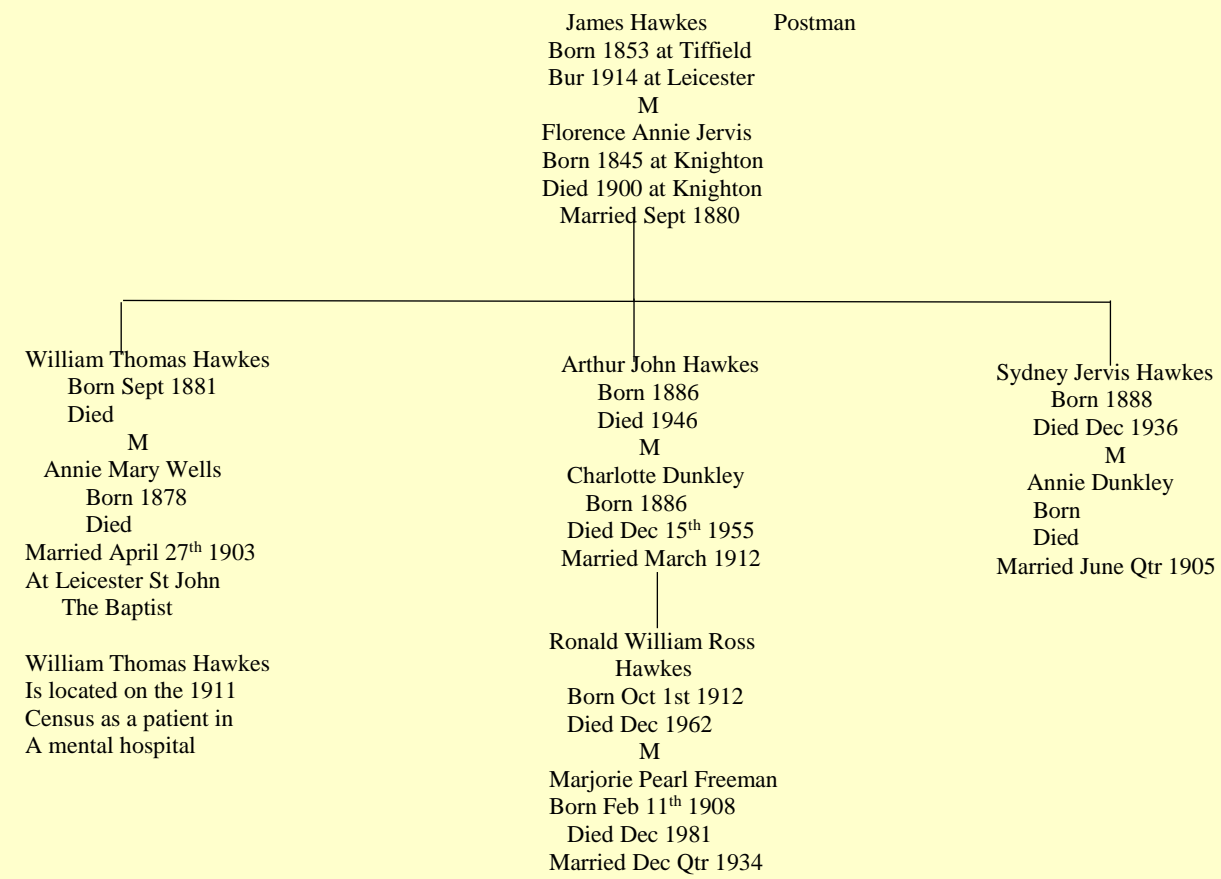 James Hawkes Postman
Born 1853 at Tiffield
Bur 1914 at Leicester
M
Florence Annie Jervis
Born 1845 at Knighton
Died 1900 at Knighton
Married Sept 1880
William Thomas Hawkes
Born Sept 1881
Died
M
Annie Mary Wells
Born 1878
Died
Married April 27th 1903
At Leicester St John
The Baptist
William Thomas Hawkes
Is located on the 1911
Census as a patient in
A mental hospital
Arthur John Hawkes
Born 1886
Died 1946
M
Charlotte Dunkley
Born 1886
Died Dec 15th 1955
Married March 1912
Ronald William Ross
Hawkes
Born Oct 1st 1912
Died Dec 1962
M
Marjorie Pearl Freeman
Born Feb 11th 1908
Died Dec 1981
Married Dec Qtr 1934
Sydney Jervis Hawkes
Born 1888
Died Dec 1936
M
Annie Dunkley
Born
Died
Married June Qtr 1905